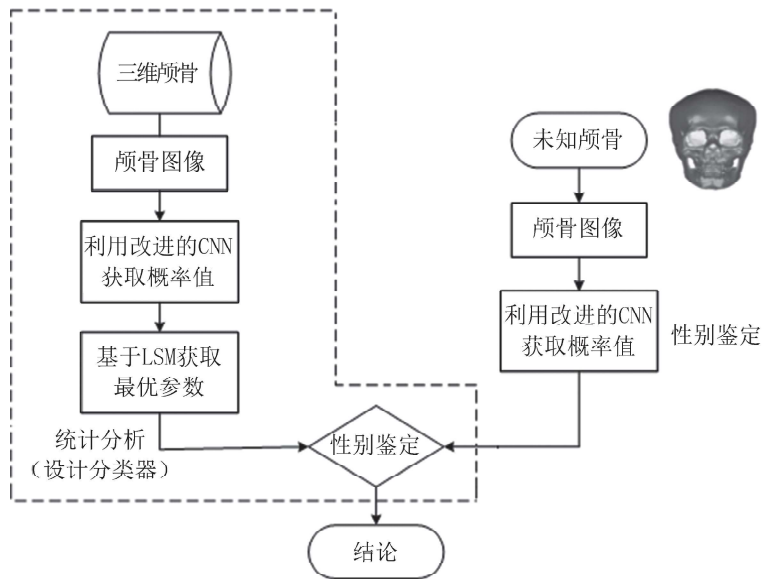 三维颅骨
颅骨图像
利用改进的CNN
获取概率值
基于LSM获取
最优参数
统计分析
（设计分类器）
未知颅骨
颅骨图像
利用改进的CNN
获取概率值
性别鉴定
性别鉴定
结论